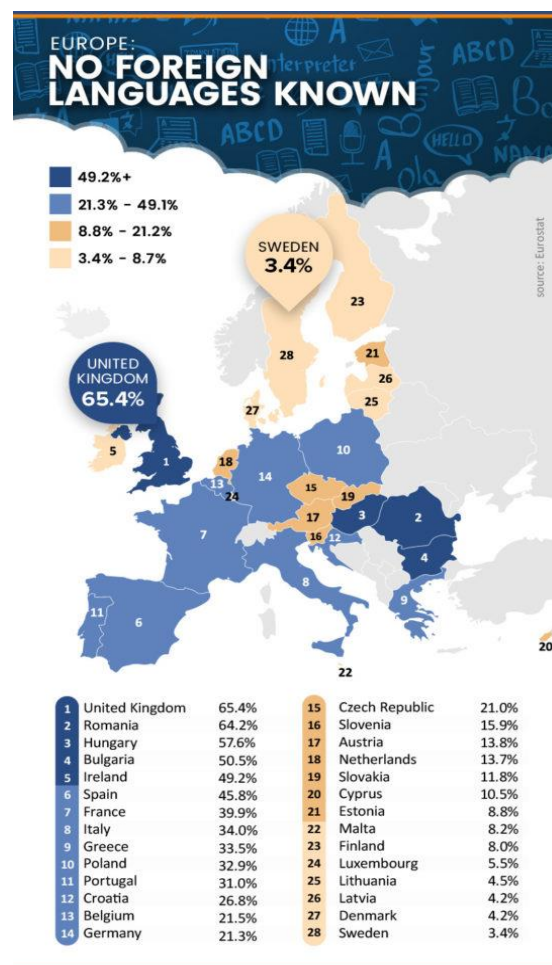 EUROPE:
NO FOREIGN
LANGUAGES KNOWN
Interpreter
ABCD
ABCD
Bonjour
HELLO
A
A
Ola
49.2%+
21.3% - 49.1%
8.8% - 21.2%
3.4% - 8.7%
source: Eurostat
SWEDEN
3.4%
UNITED
KINGDOM
65.4%
23
28
21
26
25
27
5
1
18
13
24
14
10
15
19
17
16
12
3
2
4
7
8
9
11
6
20
22
1 United Kingdom 65.4%
2 Romania 64.2%
3 Hungary 57.6%
4 Bulgaria 50.5%
5 Ireland 49.2%
6 Spain 45.8%
7 France 39.9%
8 Italy 34.0%
9 Greece 33.5%
10 Poland 32.9%
11 Portugal 31.0%
12 Croatia 26.8%
13 Belgium 21.5%
14 Germany 21.3%
15 Czech Republic 21.0%
16 Slovenia 15.9%
17 Austria 13.8%
18 Netherlands 13.7%
19 Slovakia 11.8%
20 Cyprus 10.5%
21 Estonia 8.8%
22 Malta 8.2%
23 Finland 8.0%
24 Luxembourg 5.5%
25 Lithuania 4.5%
26 Latvia 4.2%
27 Denmark 4.2%
28 Sweden 3.4%